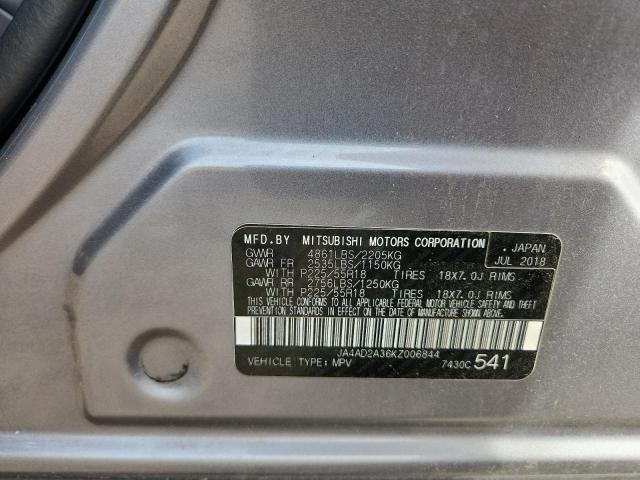 MFD.BY MITSUBISHI MOTORS CORPORATION . JAPAN
GVWR 4861LBS/2205KG JUL 2018
GAWR FR 2535LBS/1150KG
WITH P225/55R18 TIRES 18X7.0J RIMS
GAWR RR 2756LBS/1250KG
WITH P225/55R18 TIRES 18X7.0J RIMS
THIS VEHICLE CONFORMS TO ALL APPLICABLE FEDERAL MOTOR VEHICLE SAFETY AND THEFT
PREVENTION STANDARDS IN EFFECT ON THE DATE OF MANUFACTURE SHOWN ABOVE.
JA4AD2A36KZ006844
VEHICLE TYPE: MPV 7430C 541